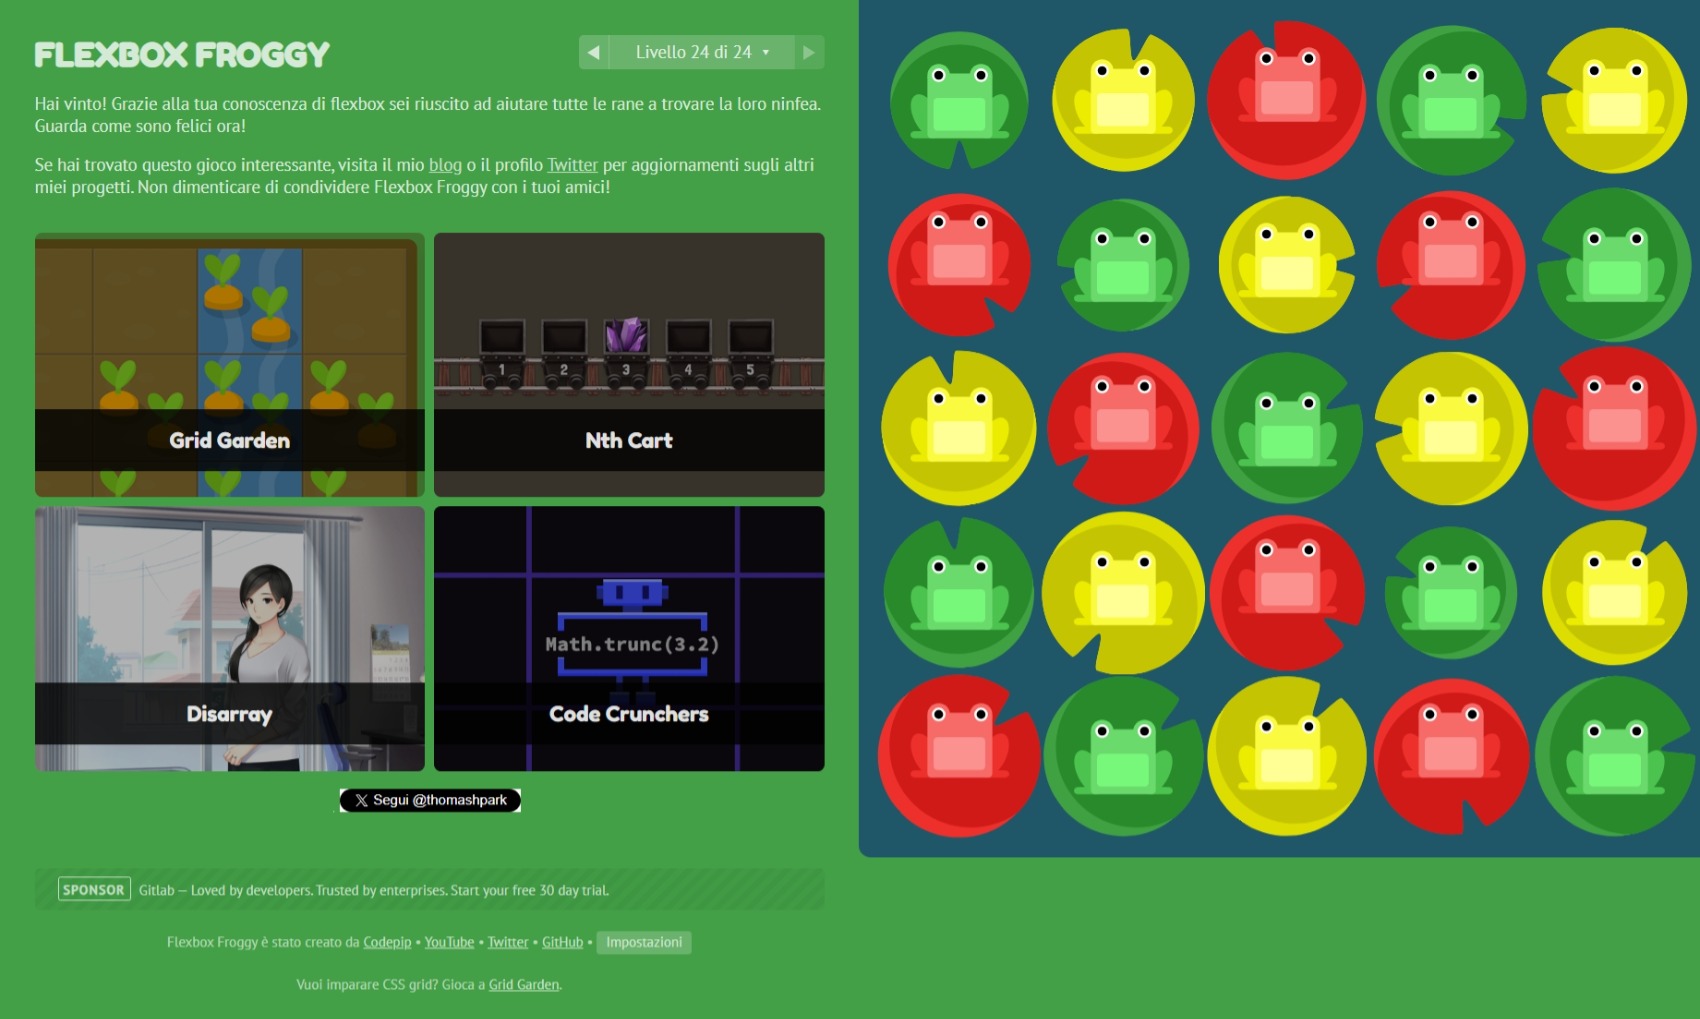 FLEXBOX FROGGY
◀ Livello 24 di 24 ▾ ▶
Hai vinto! Grazie alla tua conoscenza di flexbox sei riuscito ad aiutare tutte le rane a trovare la loro ninfea.
Guarda come sono felici ora!
Se hai trovato questo gioco interessante, visita il mio blog o il profilo Twitter per aggiornamenti sugli altri
miei progetti. Non dimenticare di condividere Flexbox Froggy con i tuoi amici!
1 2 3 4 5
Grid Garden
Nth Cart
Math.trunc(3.2)
Disarray
Code Crunchers
X Segui @thomashpark
SPONSOR Gitlab — Loved by developers. Trusted by enterprises. Start your free 30 day trial.
Flexbox Froggy è stato creato da Codepip • YouTube • Twitter • GitHub • Impostazioni
Vuoi imparare CSS grid? Gioca a Grid Garden.